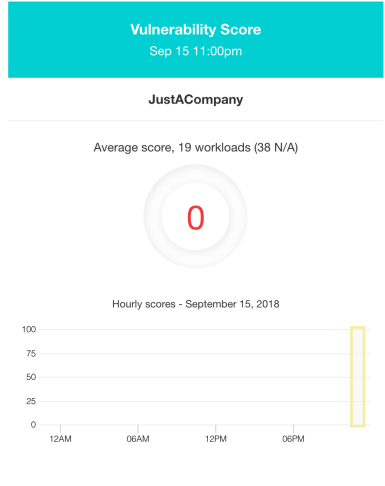 Vulnerability Score
Sep 15 11:00pm
JustACompany
Average score, 19 workloads (38 N/A)
0
Hourly scores - September 15, 2018
100
75
50
25
0
12AM 06AM 12PM 06PM